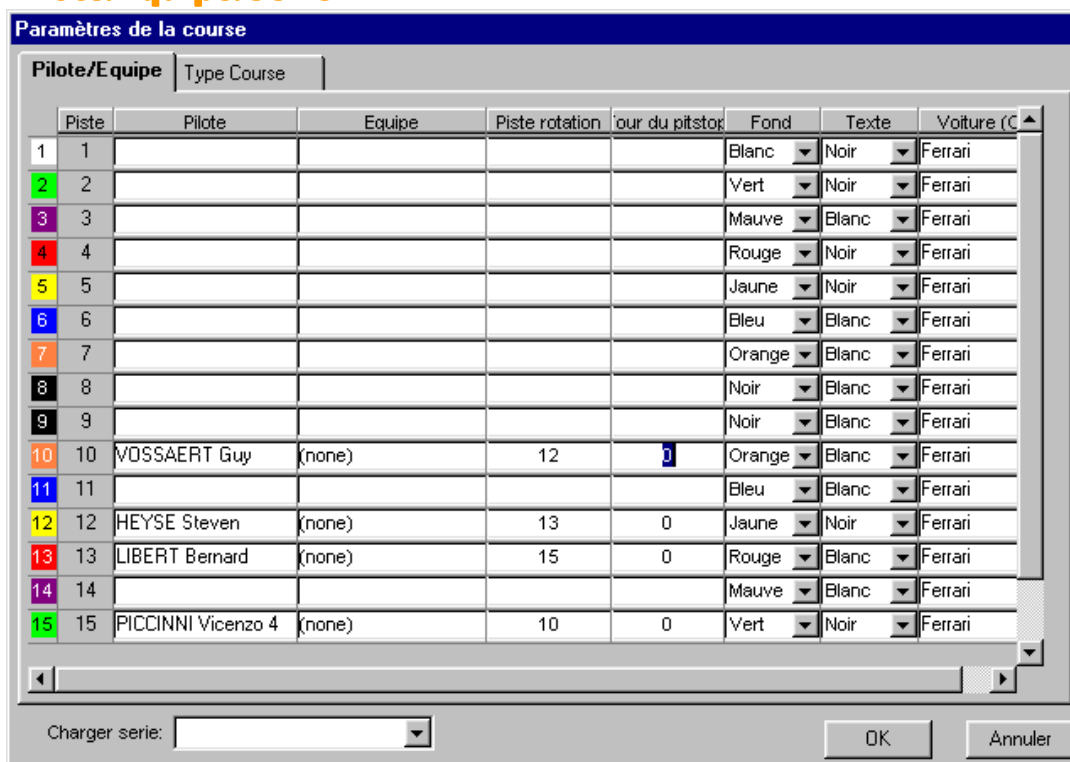 Paramètres de la course
Pilote/Equipe Type Course
Piste Pilote Equipe Piste rotation our du pitstop Fond Texte Voiture (C
1 1 Blanc Noir Ferrari
2 2 Vert Noir Ferrari
3 3 Mauve Blanc Ferrari
4 4 Rouge Noir Ferrari
5 5 Jaune Noir Ferrari
6 6 Bleu Blanc Ferrari
7 7 Orange Blanc Ferrari
8 8 Noir Blanc Ferrari
9 9 Noir Blanc Ferrari
10 10 VOSSAERT Guy (none) 12 0 Orange Blanc Ferrari
11 11 Bleu Blanc Ferrari
12 12 HEYSE Steven (none) 13 0 Jaune Noir Ferrari
13 13 LIBERT Bernard (none) 15 0 Rouge Blanc Ferrari
14 14 Mauve Blanc Ferrari
15 15 PICCINNI Vicenzo 4 (none) 10 0 Vert Noir Ferrari
Charger serie: OK Annuler